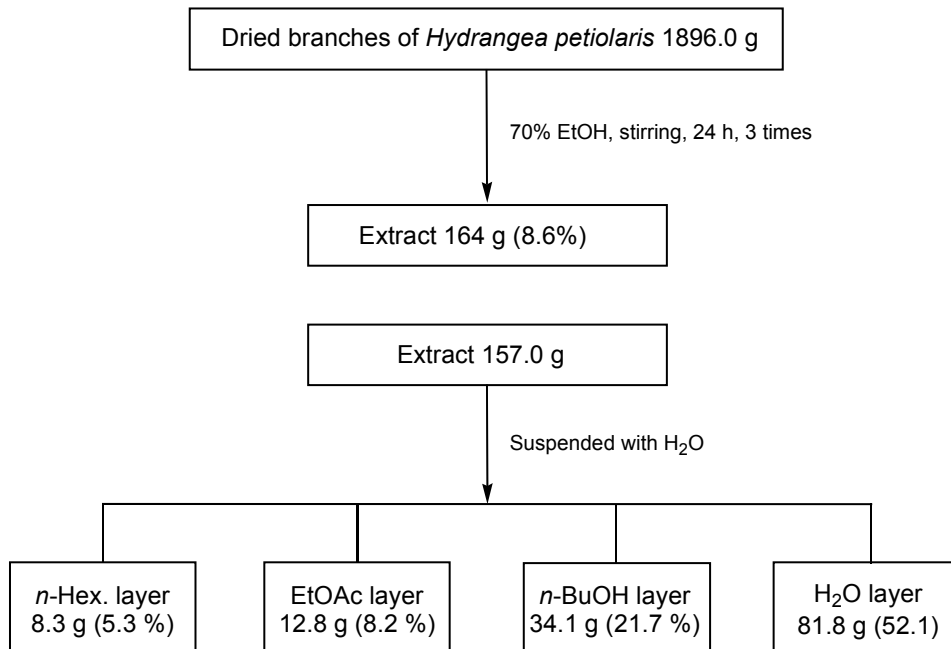 Dried branches of Hydrangea petiolaris 1896.0 g
70% EtOH, stirring, 24 h, 3 times
Extract 164 g (8.6%)
Extract 157.0 g
Suspended with H₂O
n-Hex. layer
8.3 g (5.3 %)
EtOAc layer
12.8 g (8.2 %)
n-BuOH layer
34.1 g (21.7 %)
H₂O layer
81.8 g (52.1)